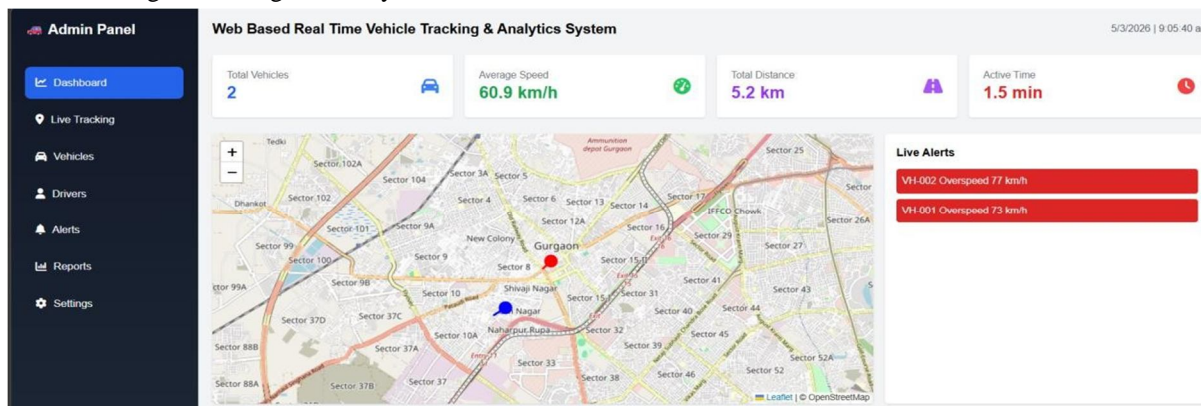 Admin Panel
Dashboard
Live Tracking
Vehicles
Drivers
Alerts
Reports
Settings
Web Based Real Time Vehicle Tracking & Analytics System
5/3/2026 | 9:05:40 a
Total Vehicles
2
Average Speed
60.9 km/h
Total Distance
5.2 km
Active Time
1.5 min
+
−
Tedki
Ammunition
depot Gurgaon
Sector 25
Sector 102A
Sector 104
Sector 3A
Sector 5
Sector
Dhankot
Sector 102
Sector 4
Sector 6
Sector 13
Sector 14
Sector 17
IFFCO Chowk
Sector 26A
Sector 101
Sector 9A
Sector 12A
Sector 16
New Colony
Sector 29
Sector 27
Sector 99
Gurgaon
Sector 100
Sector 9
Sector 8
Sector 15-II
Sector 9B
Sector 41
ctor 99A
Sector 10
Shivaji Nagar
Sector 31
Sector 43
Sector 37D
Sector 37C
Nagar
Sector 40
Sector 44
Sector 10A
Naharpur Rupa
Sector 32
Sector 45
Sector 88B
Sector 37A
Sector 39
Sector 33
Sector 52A
Sector 88A
Sector 37B
Sector 37
Sector 38
Sector 46
Sector 52
Leaflet | © OpenStreetMap
Live Alerts
VH-002 Overspeed 77 km/h
VH-001 Overspeed 73 km/h